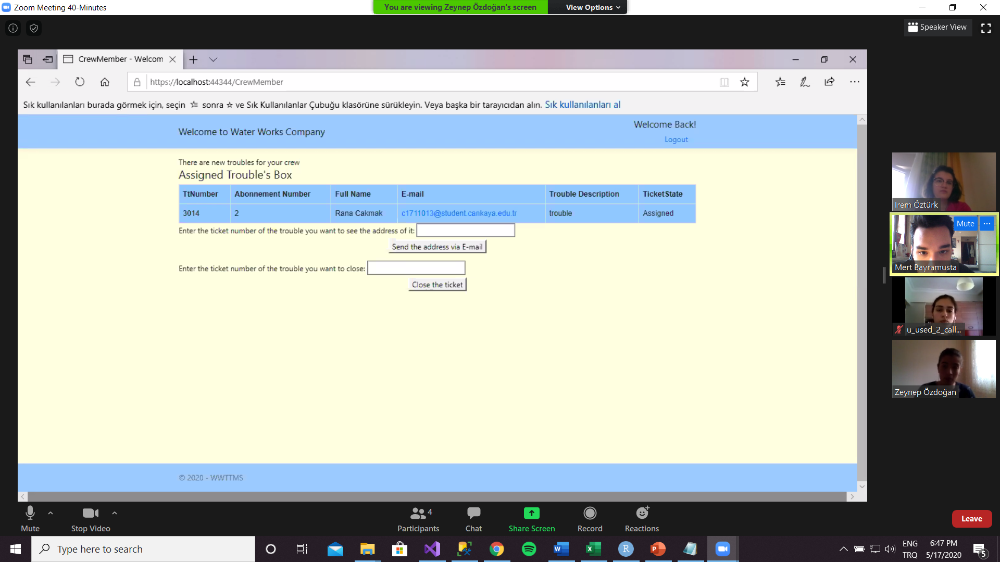 Zoom Meeting 40-Minutes
You are viewing Zeynep Özdoğan's screen
View Options
Speaker View
CrewMember - Welcom
https://localhost:44344/CrewMember
Sık kullanılanları burada görmek için, seçin sonra ve Sık Kullanılanlar Çubuğu klasörüne sürükleyin. Veya başka bir tarayıcıdan alın. Sık kullanılanları al
Welcome to Water Works Company
Welcome Back!
Logout
There are new troubles for your crew
Assigned Trouble's Box
TtNumber Abonnement Number Full Name E-mail Trouble Description TicketState
3014 2 Rana Cakmak c1711013@student.cankaya.edu.tr trouble Assigned
Enter the ticket number of the trouble you want to see the address of it:
Send the address via E-mail
Enter the ticket number of the trouble you want to close:
Close the ticket
© 2020 - WWTTMS
Irem Öztürk
Mute ...
Mert Bayramusta
u_used_2_call...
Zeynep Özdoğan
Mute
Stop Video
4
Participants
Chat
Share Screen
Record
Reactions
Leave
Type here to search
ENG
TRQ
6:47 PM
5/17/2020
5